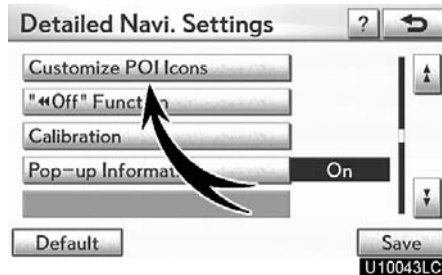 Detailed Navi. Settings ?
Customize POI Icons
"◀◀Off" Function
Calibration
Pop-up Informat. On
Default Save
U10043LC